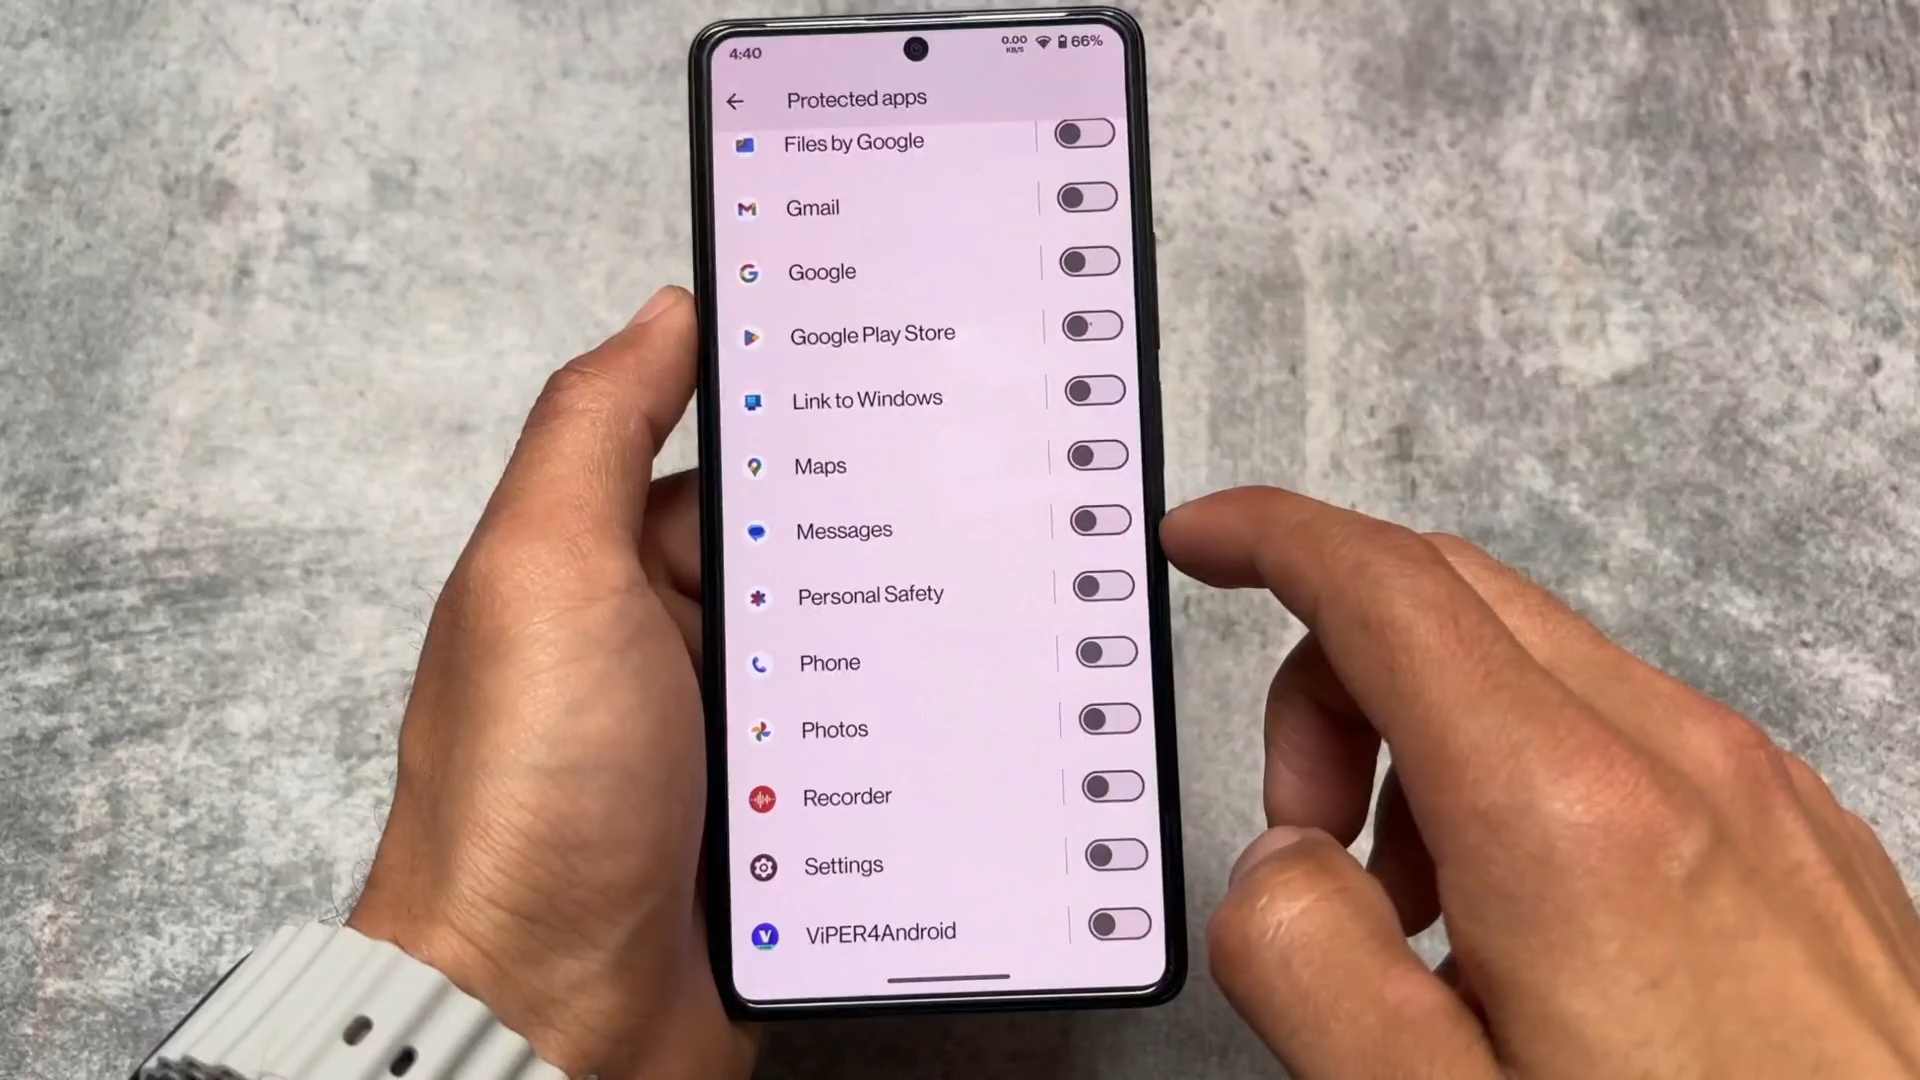 4:40
0.00
KB/S
66%
Protected apps
Files by Google
Gmail
Google
Google Play Store
Link to Windows
Maps
Messages
Personal Safety
Phone
Photos
Recorder
Settings
ViPER4Android